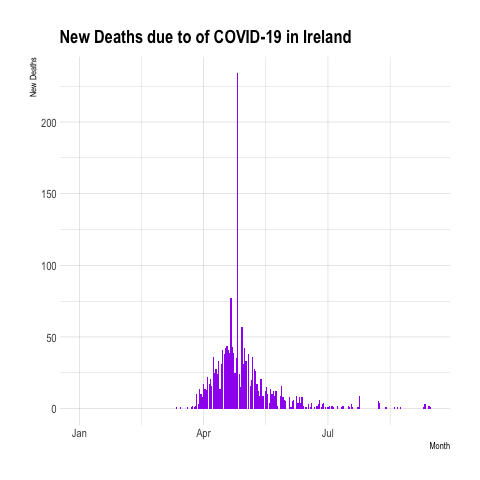 New Deaths due to of COVID-19 in Ireland
New Deaths
200
150
100
50
0
Jan Apr Jul
Month